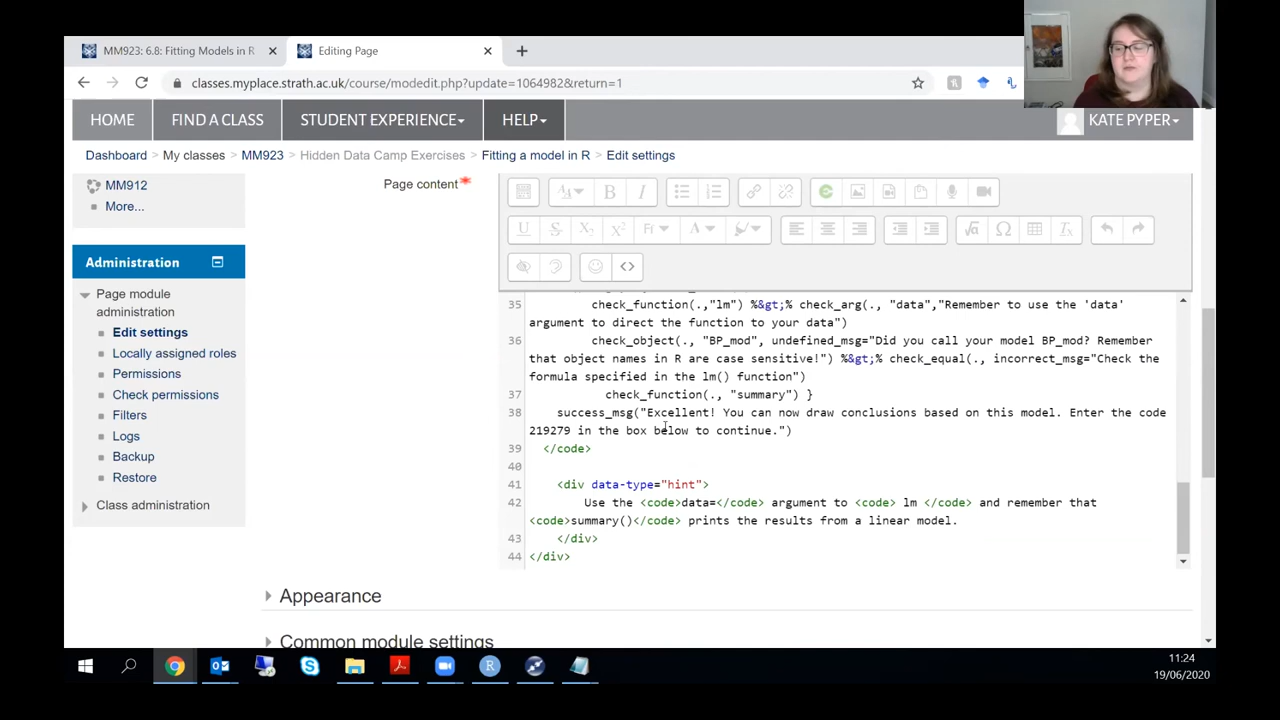 MM923: 6.8: Fitting Models in R
Editing Page
classes.myplace.strath.ac.uk/course/modedit.php?update=1064982&return=1
HOME FIND A CLASS STUDENT EXPERIENCE HELP KATE PYPER
Dashboard > My classes > MM923 > Hidden Data Camp Exercises > Fitting a model in R > Edit settings
MM912
More...
Administration
Page module
administration
Edit settings
Locally assigned roles
Permissions
Check permissions
Filters
Logs
Backup
Restore
Class administration
Page content
35 check_function(.,"lm") %&gt;% check_arg(., "data","Remember to use the 'data'
argument to direct the function to your data")
36 check_object(., "BP_mod", undefined_msg="Did you call your model BP_mod? Remember
that object names in R are case sensitive!") %&gt;% check_equal(., incorrect_msg="Check the
formula specified in the lm() function")
37 check_function(., "summary") }
38 success_msg("Excellent! You can now draw conclusions based on this model. Enter the code
219279 in the box below to continue.")
39 </code>
40
41 <div data-type="hint">
42 Use the <code>data=</code> argument to <code> lm </code> and remember that
<code>summary()</code> prints the results from a linear model.
43 </div>
44 </div>
Appearance
Common module settings
11:24
19/06/2020